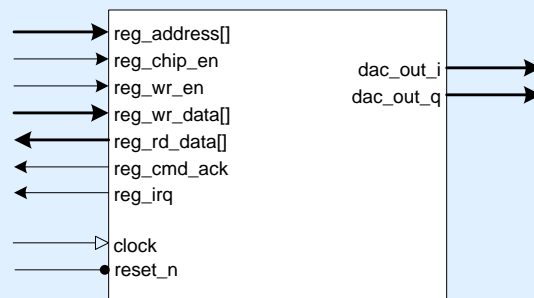 reg_address[]
reg_chip_en
reg_wr_en
reg_wr_data[]
reg_rd_data[]
reg_cmd_ack
reg_irq
clock
reset_n
dac_out_i
dac_out_q